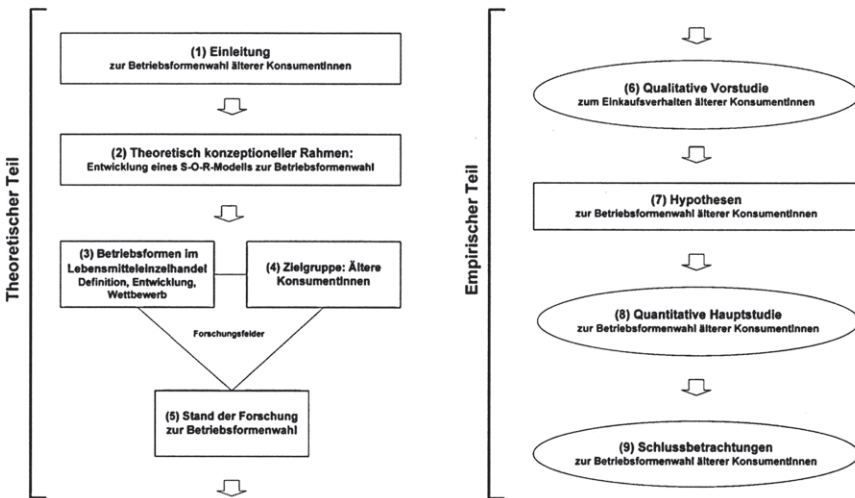 Theoretischer Teil
(1) Einleitung
zur Betriebsformenwahl älterer KonsumentInnen
(2) Theoretisch konzeptioneller Rahmen:
Entwicklung eines S-O-R-Modells zur Betriebsformenwahl
(3) Betriebsformen im
Lebensmitteleinzelhandel
Definition, Entwicklung,
Wettbewerb
(4) Zielgruppe: Ältere
KonsumentInnen
Forschungsfelder
(5) Stand der Forschung
zur Betriebsformenwahl
Empirischer Teil
(6) Qualitative Vorstudie
zum Einkaufsverhalten älterer KonsumentInnen
(7) Hypothesen
zur Betriebsformenwahl älterer KonsumentInnen
(8) Quantitative Hauptstudie
zur Betriebsformenwahl älterer KonsumentInnen
(9) Schlussbetrachtungen
zur Betriebsformenwahl älterer KonsumentInnen